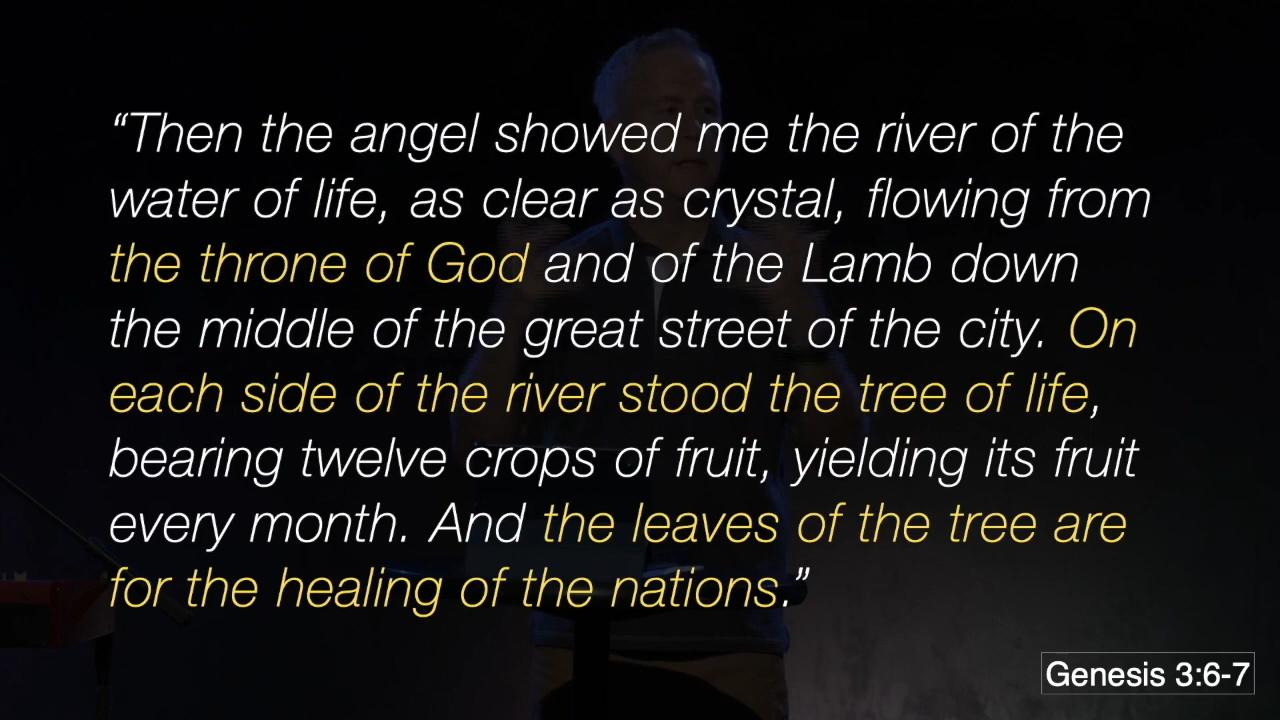 “Then the angel showed me the river of the
water of life, as clear as crystal, flowing from
the throne of God and of the Lamb down
the middle of the great street of the city. On
each side of the river stood the tree of life,
bearing twelve crops of fruit, yielding its fruit
every month. And the leaves of the tree are
for the healing of the nations.”
Genesis 3:6-7